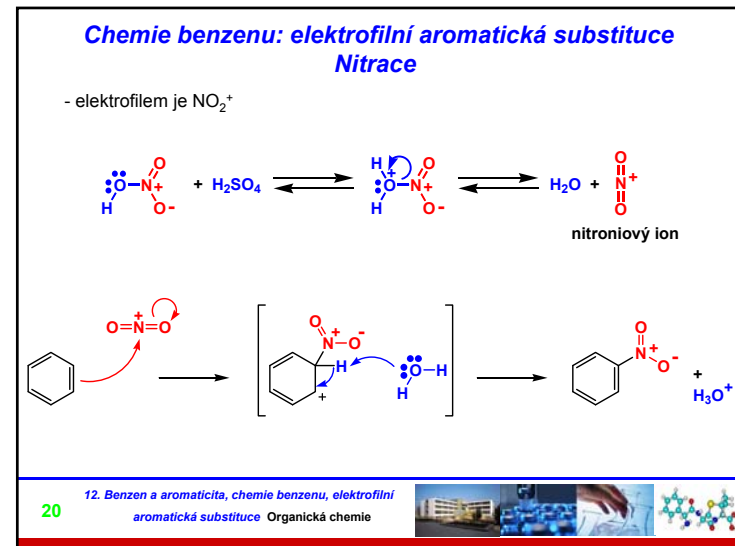 Chemie benzenu: elektrofilní aromatická substituce
Nitrace
- elektrofilem je NO₂⁺
H O N⁺ O O⁻ + H₂SO₄ H O⁺ H N⁺ O O⁻ H₂O + O N⁺ O
nitroniový ion
O=N⁺=O O N⁺ O⁻ H + O H H O N⁺ O⁻ + H₃O⁺
12. Benzen a aromaticita, chemie benzenu, elektrofilní
20 aromatická substituce Organická chemie